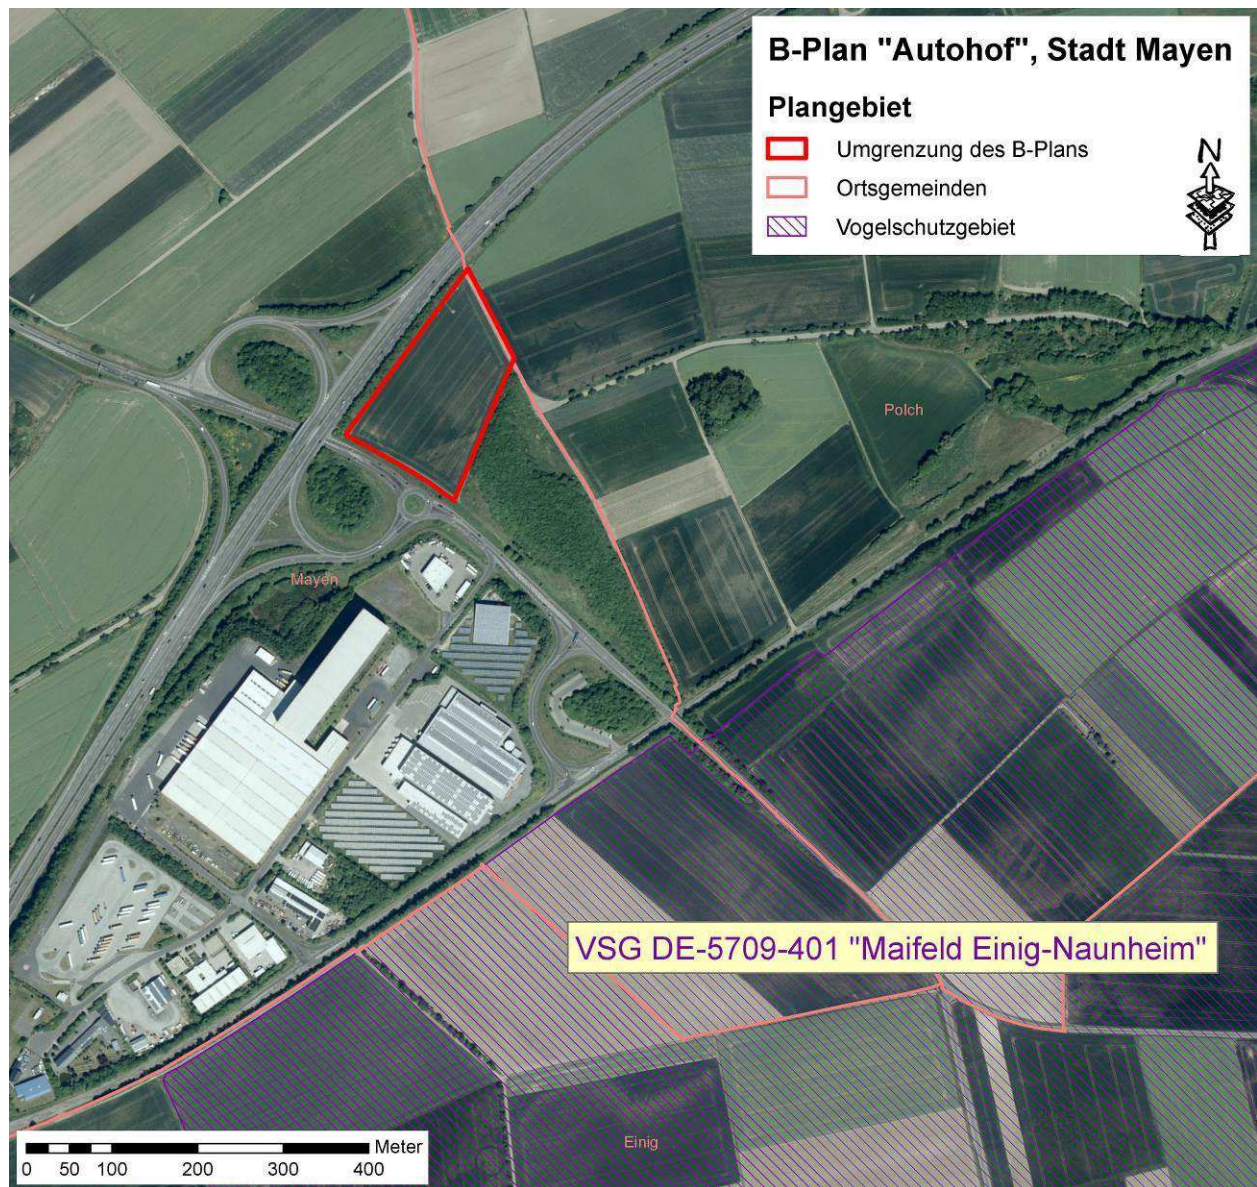 B-Plan "Autohof", Stadt Mayen
Plangebiet
Umgrenzung des B-Plans
Ortsgemeinden
Vogelschutzgebiet
N
Polch
Mayen
VSG DE-5709-401 "Maifeld Einig-Naunheim"
Einig
Meter
0 50 100 200 300 400